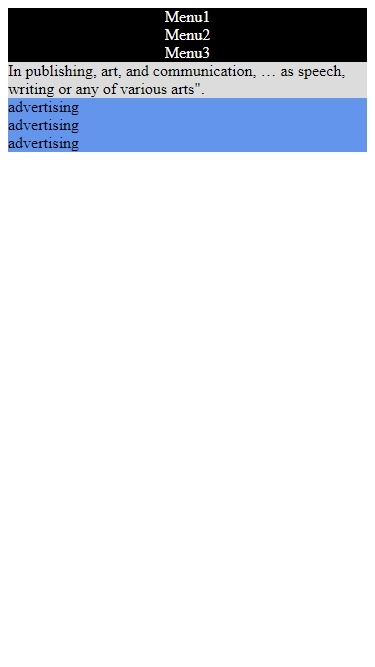 Menu1
Menu2
Menu3
In publishing, art, and communication, … as speech,
writing or any of various arts".
advertising
advertising
advertising